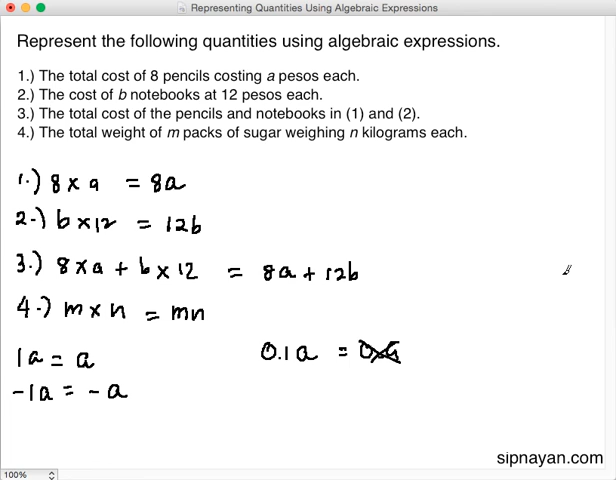 Representing Quantities Using Algebraic Expressions
Represent the following quantities using algebraic expressions.
1.) The total cost of 8 pencils costing a pesos each.
2.) The cost of b notebooks at 12 pesos each.
3.) The total cost of the pencils and notebooks in (1) and (2).
4.) The total weight of m packs of sugar weighing n kilograms each.
1.) 8 x a = 8a
2.) b x 12 = 12b
3.) 8 x a + b x 12 = 8a + 12b
4.) m x n = mn
1a = a
0.1a =
-1a = -a
sipnayan.com
100%